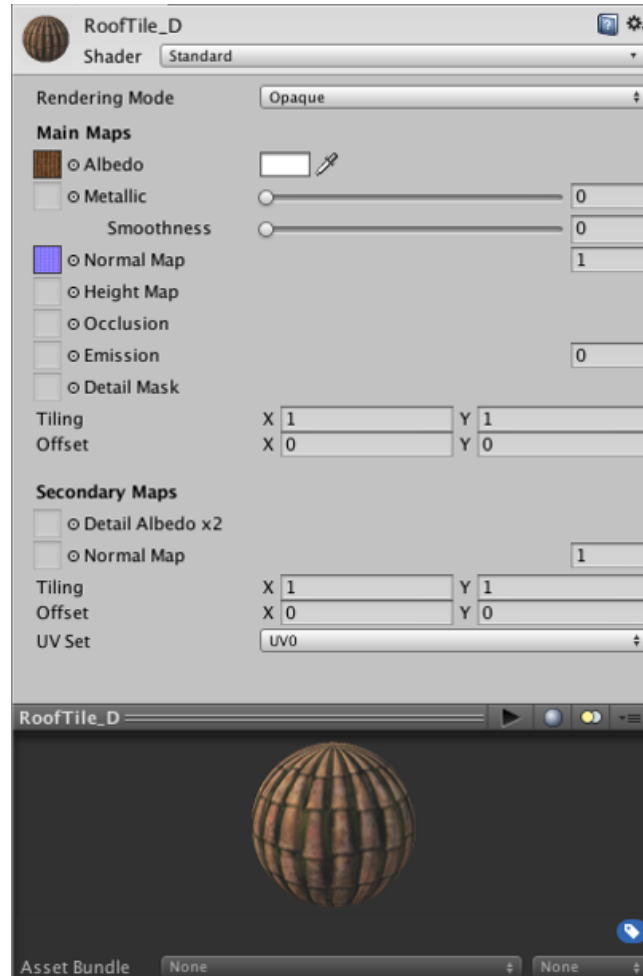 RoofTile_D
Shader Standard
Rendering Mode Opaque
Main Maps
Albedo
Metallic 0
Smoothness 0
Normal Map 1
Height Map
Occlusion
Emission 0
Detail Mask
Tiling X 1 Y 1
Offset X 0 Y 0
Secondary Maps
Detail Albedo x2
Normal Map 1
Tiling X 1 Y 1
Offset X 0 Y 0
UV Set UV0
RoofTile_D
Asset Bundle None None